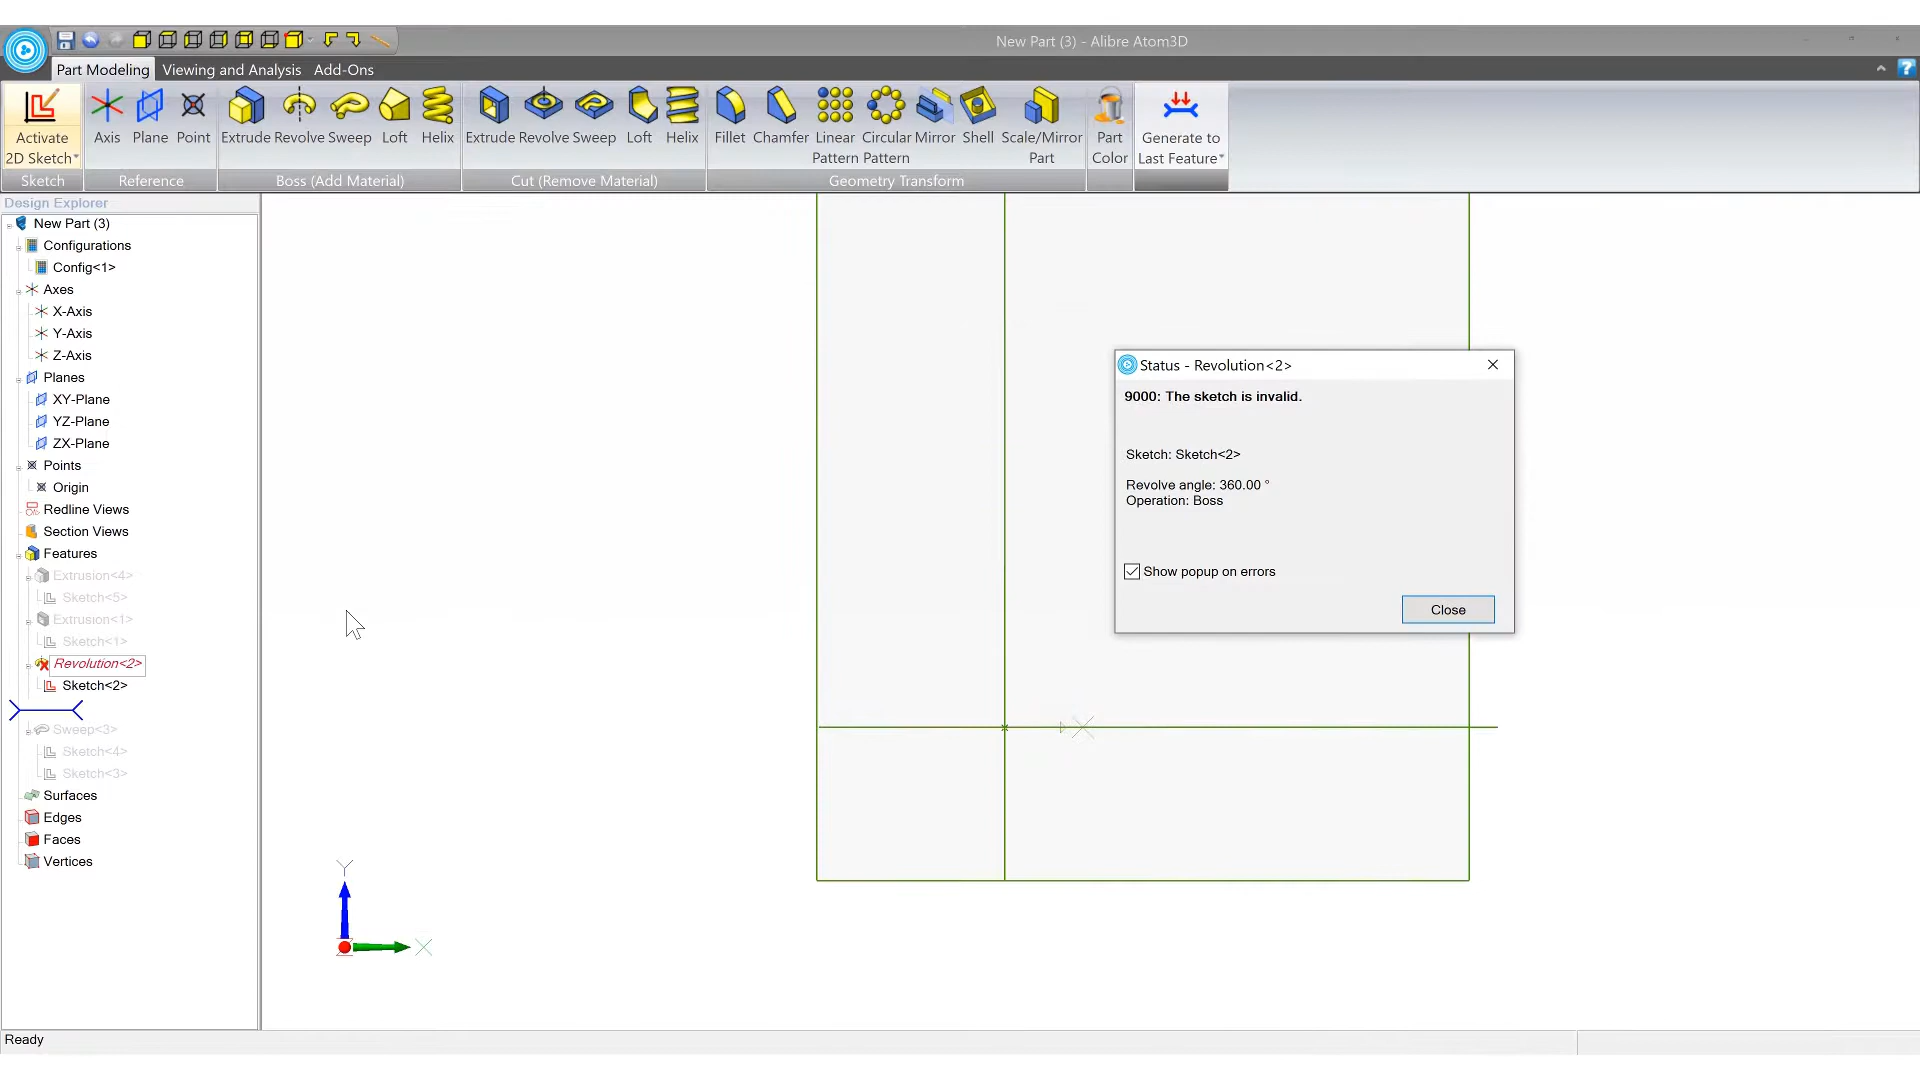 New Part (3) - Alibre Atom3D
Part Modeling Viewing and Analysis Add-Ons
Activate
2D Sketch
Sketch
Axis Plane Point
Reference
Extrude Revolve Sweep Loft Helix
Boss (Add Material)
Extrude Revolve Sweep Loft Helix
Cut (Remove Material)
Fillet Chamfer Linear Circular Mirror Shell Scale/Mirror
Pattern Pattern Part
Geometry Transform
Part
Color
Generate to
Last Feature
Design Explorer
New Part (3)
Configurations
Config<1>
Axes
X-Axis
Y-Axis
Z-Axis
Planes
XY-Plane
YZ-Plane
ZX-Plane
Points
Origin
Redline Views
Section Views
Features
Extrusion<4>
Sketch<5>
Extrusion<1>
Sketch<1>
Revolution<2>
Sketch<2>
Sweep<3>
Sketch<4>
Sketch<3>
Surfaces
Edges
Faces
Vertices
Status - Revolution<2>
9000: The sketch is invalid.
Sketch: Sketch<2>
Revolve angle: 360.00 °
Operation: Boss
Show popup on errors
Close
X
Y
Z
X
Ready